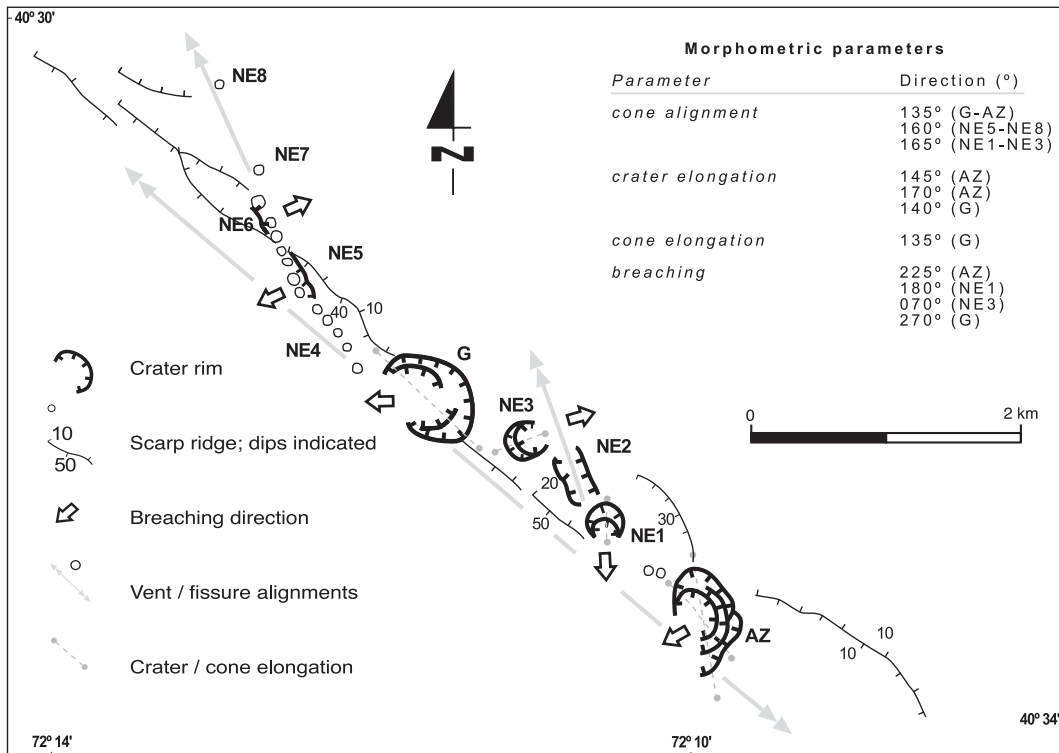 40º 30'
Morphometric parameters
Parameter Direction (º)
cone alignment 135º (G-AZ)
160º (NE5-NE8)
165º (NE1-NE3)
crater elongation 145º (AZ)
170º (AZ)
140º (G)
cone elongation 135º (G)
breaching 225º (AZ)
180º (NE1)
070º (NE3)
270º (G)
NE8
NE7
N
NE6
NE5
40
10
NE4
G
NE3
NE2
20
50
NE1
30
AZ
10
10
0 2 km
Crater rim
10
50
Scarp ridge; dips indicated
Breaching direction
Vent / fissure alignments
Crater / cone elongation
72º 14'
72º 10'
40º 34'